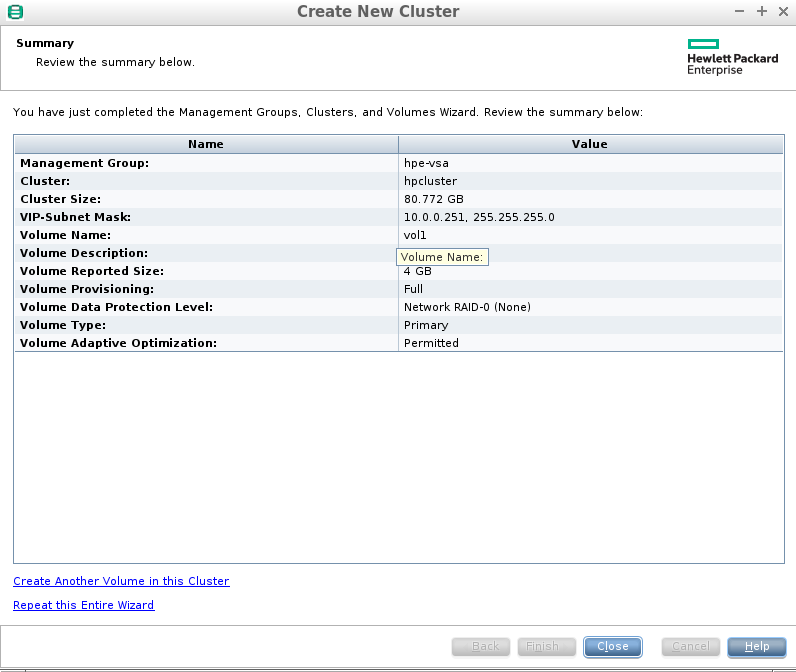 Create New Cluster
Summary
Review the summary below.
Hewlett Packard
Enterprise
You have just completed the Management Groups, Clusters, and Volumes Wizard. Review the summary below:
Name Value
Management Group: hpe-vsa
Cluster: hpcluster
Cluster Size: 80.772 GB
VIP-Subnet Mask: 10.0.0.251, 255.255.255.0
Volume Name: vol1
Volume Description:
Volume Name:
Volume Reported Size: 4 GB
Volume Provisioning: Full
Volume Data Protection Level: Network RAID-0 (None)
Volume Type: Primary
Volume Adaptive Optimization: Permitted
Create Another Volume in this Cluster
Repeat this Entire Wizard
Back Finish Close Cancel Help